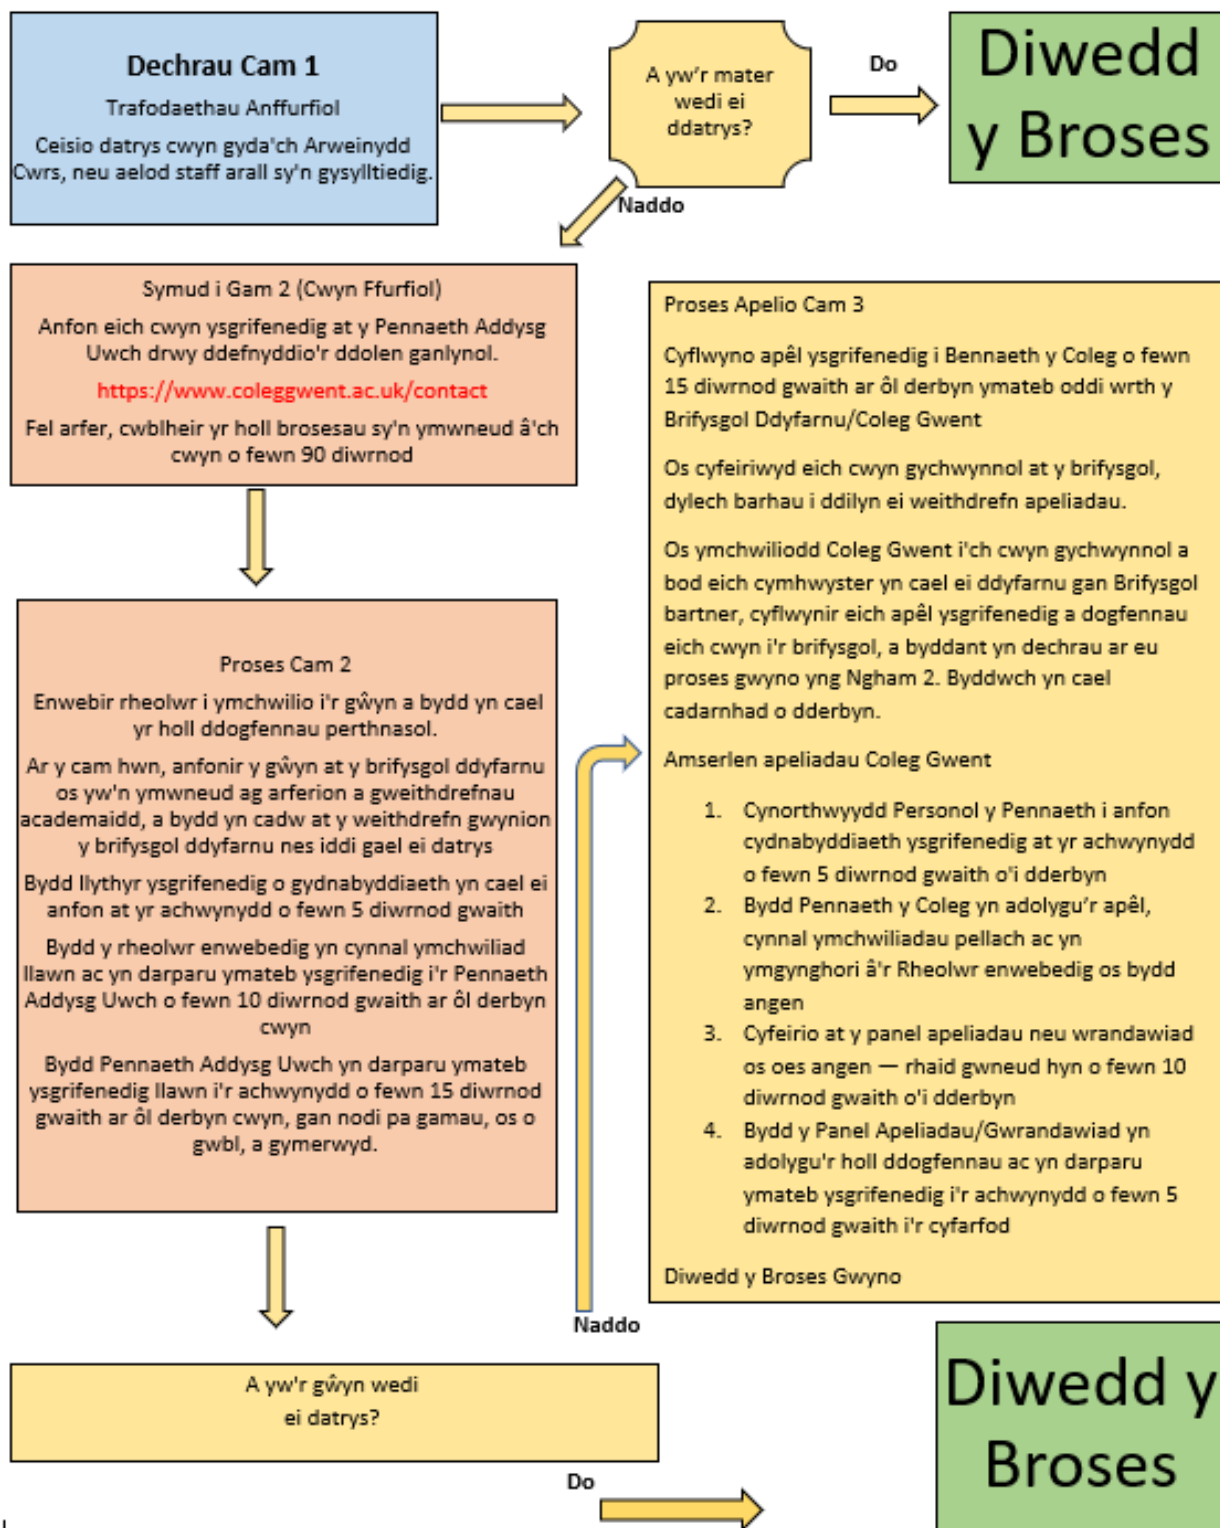 Dechrau Cam 1
Trafodaethau Anffurfiol
Ceisio datrys cwyn gyda'ch Arweinydd
Cwrs, neu aelod staff arall sy'n gysylltiedig.
A yw'r mater
wedi ei
ddatrys?
Do
Diwedd
y Broses
Naddo
Symud i Gam 2 (Cwyn Ffurfiol)
Anfon eich cwyn ysgrifenedig at y Pennaeth Addysg
Uwch drwy ddefnyddio'r ddolen ganlynol.
https://www.coleggwent.ac.uk/contact
Fel arfer, cwblheir yr holl brosesau sy'n ymwneud â'ch
cwyn o fewn 90 diwrnod
Proses Cam 2
Enwebir rheolwr i ymchwilio i'r gŵyn a bydd yn cael
yr holl ddogfennau perthnasol.
Ar y cam hwn, anfonir y gŵyn at y brifysgol ddyfarnu
os yw'n ymwneud ag arferion a gweithdrefnau
academaidd, a bydd yn cadw at y weithdrefn gwynion
y brifysgol ddyfarnu nes iddi gael ei datrys
Bydd llythyr ysgrifenedig o gydnabyddiaeth yn cael ei
anfon at yr achwynydd o fewn 5 diwrnod gwaith
Bydd y rheolwr enwebedig yn cynnal ymchwiliad
llawn ac yn darparu ymateb ysgrifenedig i'r Pennaeth
Addysg Uwch o fewn 10 diwrnod gwaith ar ôl derbyn
cwyn
Bydd Pennaeth Addysg Uwch yn darparu ymateb
ysgrifenedig llawn i'r achwynydd o fewn 15 diwrnod
gwaith ar ôl derbyn cwyn, gan nodi pa gamau, os o
gwbl, a gymerwyd.
Proses Apelio Cam 3
Cyflwyno apêl ysgrifenedig i Bennaeth y Coleg o fewn
15 diwrnod gwaith ar ôl derbyn ymateb oddi wrth y
Brifysgol Ddyfarnu/Coleg Gwent
Os cyfeiriwyd eich cwyn gychwynnol at y brifysgol,
dylech barhau i ddilyn ei weithdrefn apeliadau.
Os ymchwiliodd Coleg Gwent i'ch cwyn gychwynnol a
bod eich cymhwyster yn cael ei ddyfarnu gan Brifysgol
bartner, cyflwynir eich apêl ysgrifenedig a dogfennau
eich cwyn i'r brifysgol, a byddant yn dechrau ar eu
proses gwyno yng Ngham 2. Byddwch yn cael
cadarnhad o dderbyn.
Amserlen apeliadau Coleg Gwent
1. Cynorthwyydd Personol y Pennaeth i anfon
cydnabyddiaeth ysgrifenedig at yr achwynydd
o fewn 5 diwrnod gwaith o'i dderbyn
2. Bydd Pennaeth y Coleg yn adolygu'r apêl,
cynnal ymchwiliadau pellach ac yn
ymgynghori â'r Rheolwr enwebedig os bydd
angen
3. Cyfeirio at y panel apeliadau neu wrandawiad
os oes angen — rhaid gwneud hyn o fewn 10
diwrnod gwaith o'i dderbyn
4. Bydd y Panel Apeliadau/Gwrandawiad yn
adolygu'r holl ddogfennau ac yn darparu
ymateb ysgrifenedig i'r achwynydd o fewn 5
diwrnod gwaith i'r cyfarfod
Diwedd y Broses Gwyno
Naddo
A yw'r gŵyn wedi
ei datrys?
Do
Diwedd y
Broses